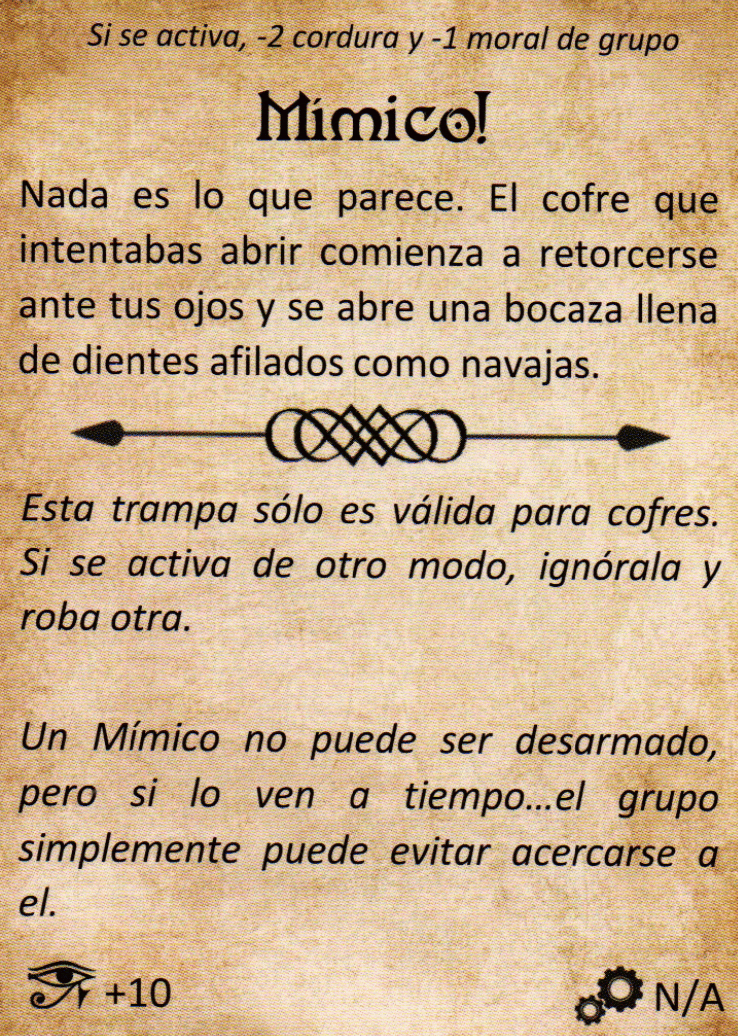 Si se activa, -2 cordura y -1 moral de grupo
Mímico!
Nada es lo que parece. El cofre que
intentabas abrir comienza a retorcerse
ante tus ojos y se abre una bocaza llena
de dientes afilados como navajas.
Esta trampa sólo es válida para cofres.
Si se activa de otro modo, ignórala y
roba otra.
Un Mímico no puede ser desarmado,
pero si lo ven a tiempo...el grupo
simplemente puede evitar acercarse a
el.
+10
N/A